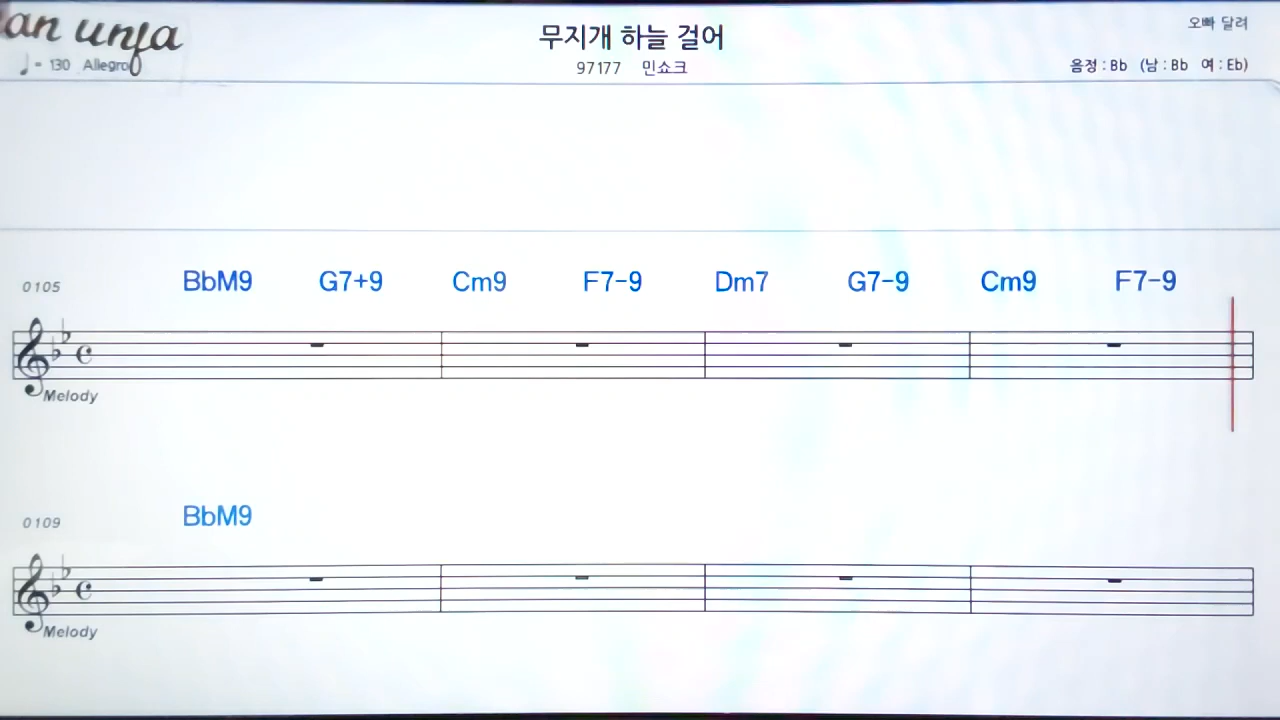 an unfa
무지개 하늘 걸어
오빠 달려
♩= 130 Allegro
97177 민쇼크
음정 : Bb (남 : Bb 여 : Eb)
0105 BbM9 G7+9 Cm9 F7-9 Dm7 G7-9 Cm9 F7-9
Melody
0109 BbM9
Melody